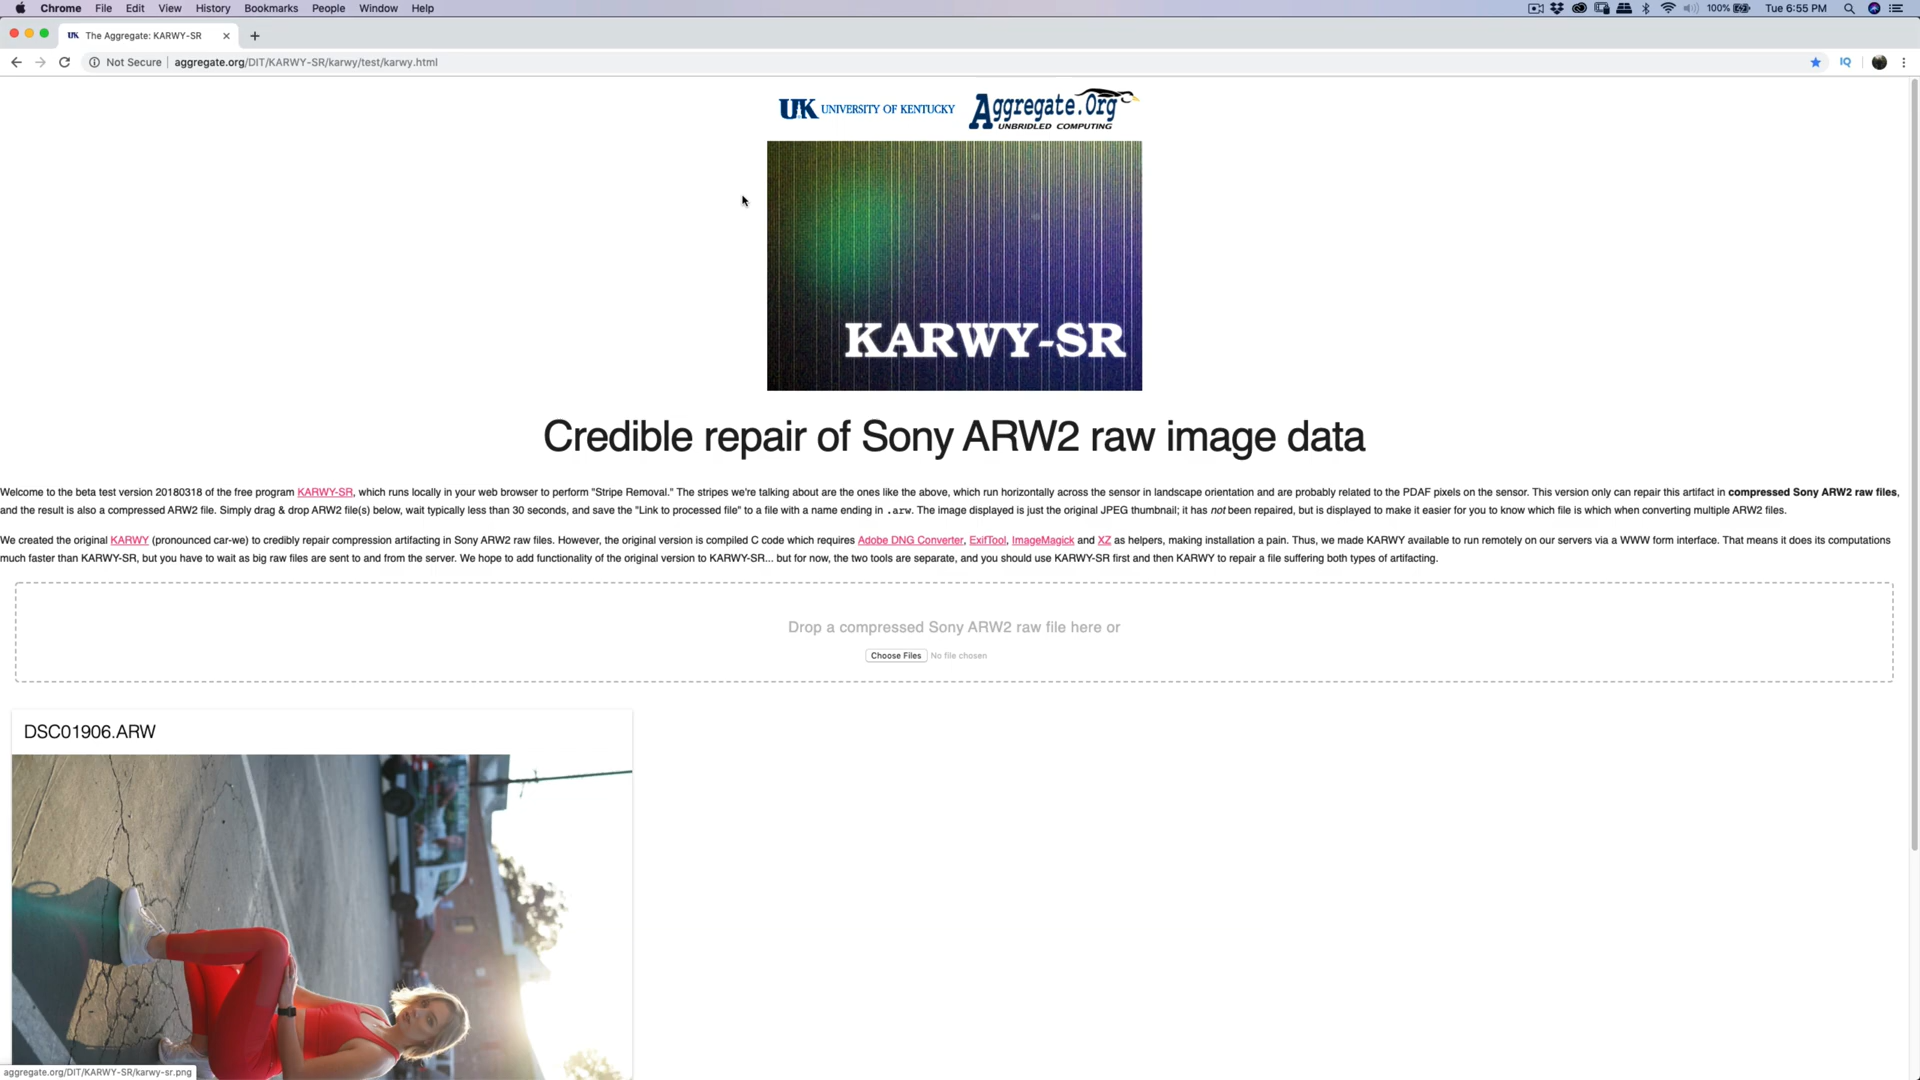 Chrome File Edit View History Bookmarks People Window Help 100% Tue 6:55 PM
UK The Aggregate: KARWY-SR
Not Secure | aggregate.org/DIT/KARWY-SR/karwy/test/karwy.html IQ
UK UNIVERSITY OF KENTUCKY Aggregate.Org
UNBRIDLED COMPUTING
KARWY-SR
Credible repair of Sony ARW2 raw image data
Welcome to the beta test version 20180318 of the free program KARWY-SR, which runs locally in your web browser to perform "Stripe Removal." The stripes we're talking about are the ones like the above, which run horizontally across the sensor in landscape orientation and are probably related to the PDAF pixels on the sensor. This version only can repair this artifact in compressed Sony ARW2 raw files,
and the result is also a compressed ARW2 file. Simply drag & drop ARW2 file(s) below, wait typically less than 30 seconds, and save the "Link to processed file" to a file with a name ending in .arw. The image displayed is just the original JPEG thumbnail; it has not been repaired, but is displayed to make it easier for you to know which file is which when converting multiple ARW2 files.
We created the original KARWY (pronounced car-we) to credibly repair compression artifacting in Sony ARW2 raw files. However, the original version is compiled C code which requires Adobe DNG Converter, ExifTool, ImageMagick and XZ as helpers, making installation a pain. Thus, we made KARWY available to run remotely on our servers via a WWW form interface. That means it does its computations
much faster than KARWY-SR, but you have to wait as big raw files are sent to and from the server. We hope to add functionality of the original version to KARWY-SR... but for now, the two tools are separate, and you should use KARWY-SR first and then KARWY to repair a file suffering both types of artifacting.
Drop a compressed Sony ARW2 raw file here or
Choose Files No file chosen
DSC01906.ARW
aggregate.org/DIT/KARWY-SR/karwy-sr.png